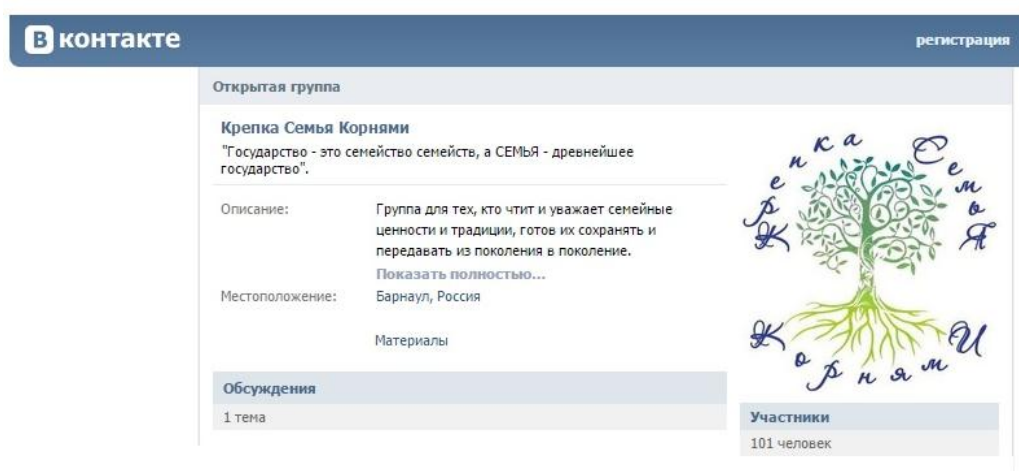 В контакте
регистрация
Открытая группа
Крепка Семья Корнями
"Государство - это семейство семейств, а СЕМЬЯ - древнейшее
государство".
Описание:
Группа для тех, кто чтит и уважает семейные
ценности и традиции, готов их сохранять и
передавать из поколения в поколение.
Показать полностью...
Местоположение:
Барнаул, Россия
Материалы
Обсуждения
1 тема
Крепка Семья
Корнями
Участники
101 человек